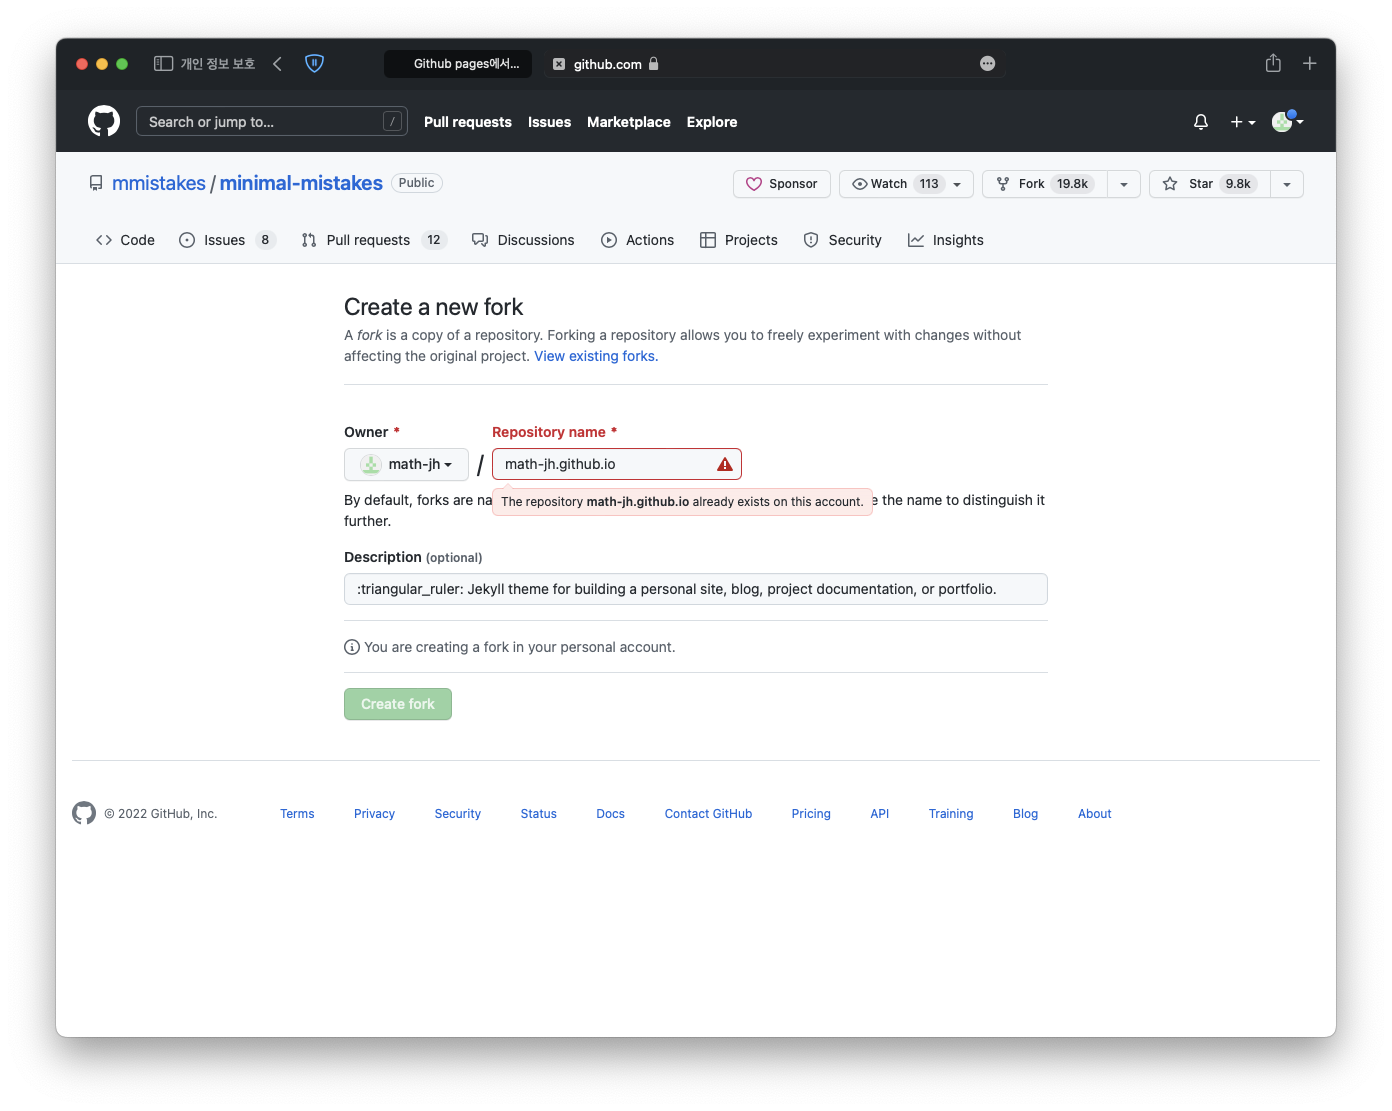 개인 정보 보호
Github pages에서...
github.com
Search or jump to...
/
Pull requests
Issues
Marketplace
Explore
mmistakes / minimal-mistakes
Public
Sponsor
Watch 113
Fork 19.8k
Star 9.8k
Code
Issues 8
Pull requests 12
Discussions
Actions
Projects
Security
Insights
Create a new fork
A fork is a copy of a repository. Forking a repository allows you to freely experiment with changes without
affecting the original project. View existing forks.
Owner *
Repository name *
math-jh
/
math-jh.github.io
The repository math-jh.github.io already exists on this account.
By default, forks are na
e the name to distinguish it
further.
Description (optional)
:triangular_ruler: Jekyll theme for building a personal site, blog, project documentation, or portfolio.
You are creating a fork in your personal account.
Create fork
© 2022 GitHub, Inc.
Terms
Privacy
Security
Status
Docs
Contact GitHub
Pricing
API
Training
Blog
About